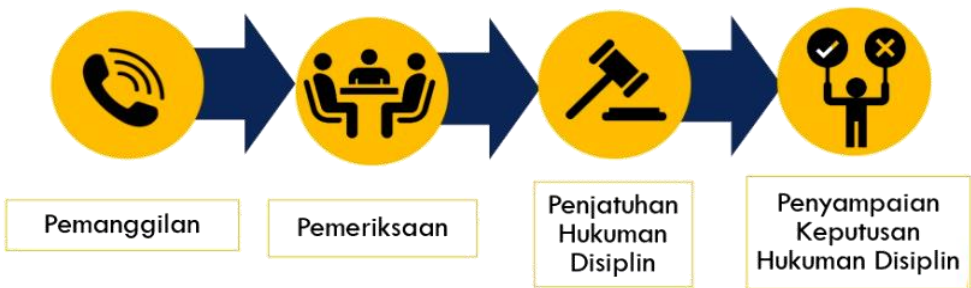 Pemanggilan
Pemeriksaan
Penjatuhan
Hukuman
Disiplin
Penyampaian
Keputusan
Hukuman Disiplin